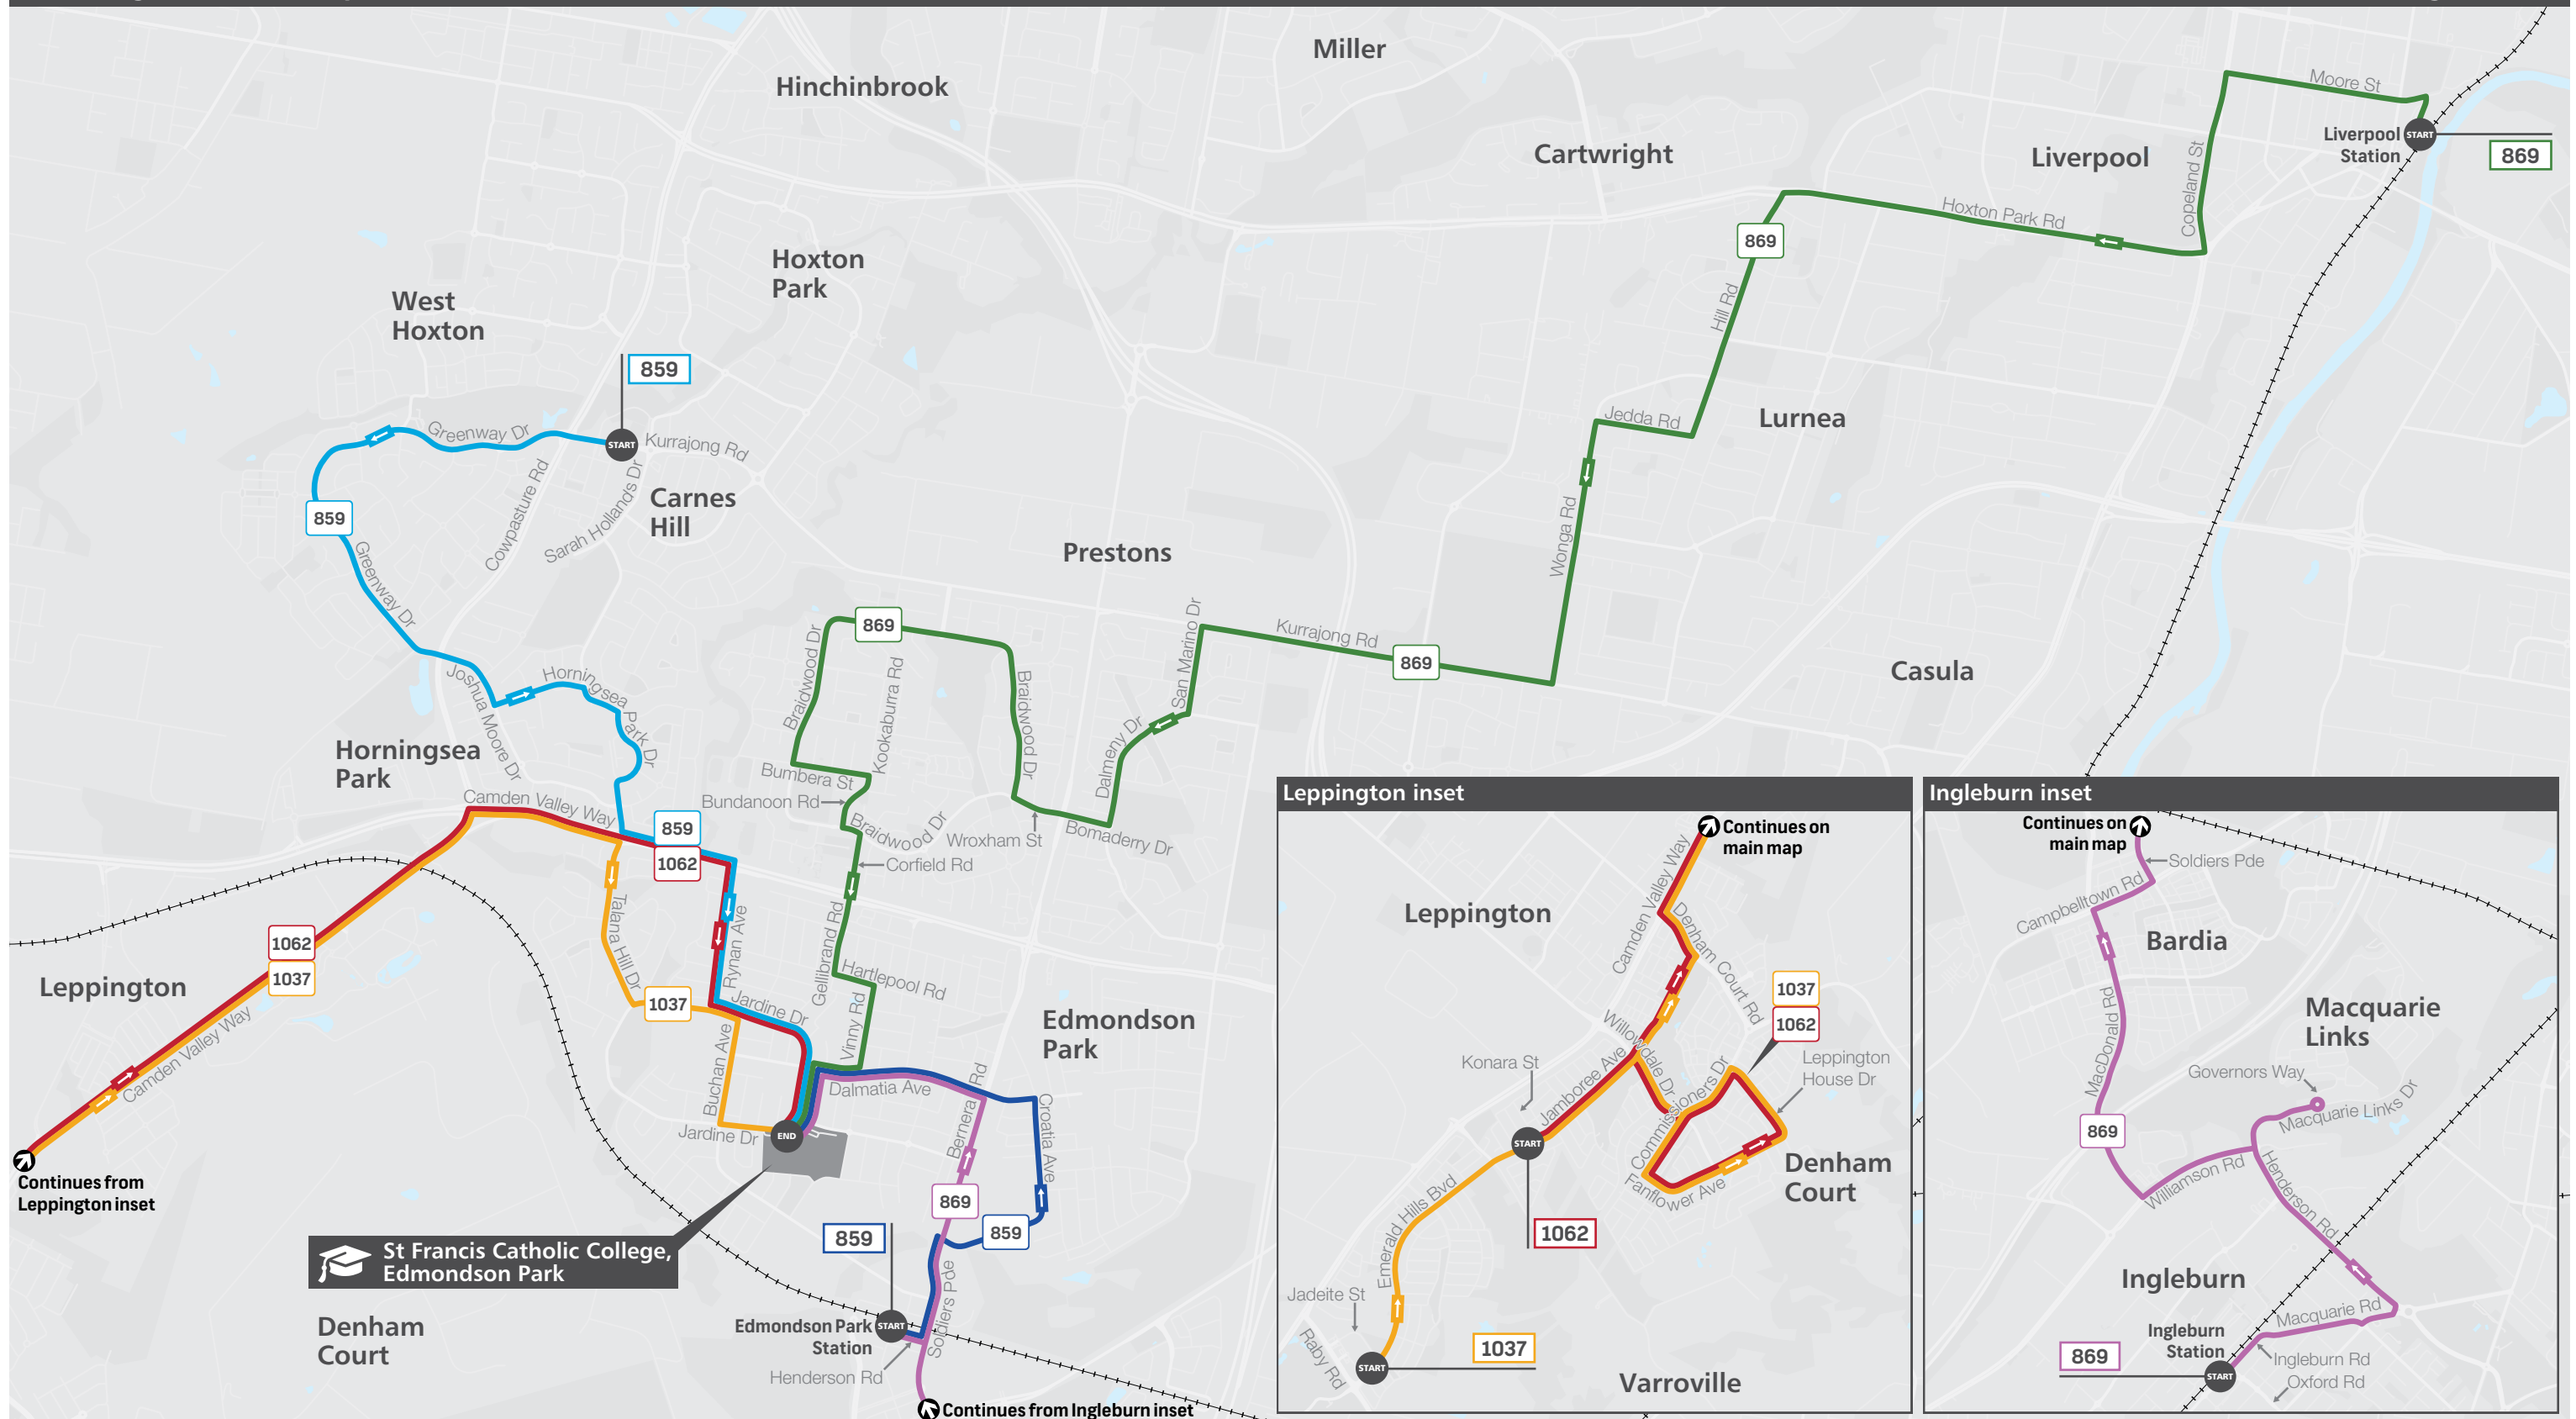 Miller
Hinchinbrook
Moore St
Liverpool
Station
START
869
Cartwright
Liverpool
Copeland St
Hoxton Park Rd
869
Hoxton
Park
West
Hoxton
Hill Rd
859
Jedda Rd
Lurnea
Greenway Dr
START
Kurrajong Rd
Cowpasture Rd
Sarah Hollands Dr
Carnes
Hill
859
Greenway Dr
Wonga Rd
Prestons
869
Kurrajong Rd
869
San Marino Dr
Braidwood Dr
Kookaburra Rd
Braidwood Dr
Casula
Joshua Moore Dr
Horningsea
Park Dr
Dalmeny Dr
Horningsea
Park
Bumbera St
Bundanoon Rd
Camden Valley Way
Braidwood Dr
Wroxham St
Bomaderry Dr
859
1062
Corfield Rd
Talana Hill Dr
Rynan Ave
Gellibrand Rd
1062
1037
Leppington
Hartlepool Rd
1037
Jardine Dr
Vinny Rd
Edmondson
Park
Camden Valley Way
Buchan Ave
Dalmatia Ave
Bernera Rd
Croatia Ave
Jardine Dr
END
Continues from
Leppington inset
869
859
859
St Francis Catholic College,
Edmondson Park
Soldiers Pde
Edmondson Park
Station
START
Denham
Court
Henderson Rd
Continues from Ingleburn inset
Leppington inset
Continues on
main map
Camden Valley Way
Leppington
Denham Court Rd
1037
1062
Willowdale Dr
Konara St
Jamboree Ave
Commissioners Dr
Leppington
House Dr
START
Denham
Court
Fanflower Ave
Emerald Hills Bvd
1062
Jadeite St
Raby Rd
1037
START
Varroville
Ingleburn inset
Continues on
main map
Soldiers Pde
Campbelltown Rd
Bardia
MacDonald Rd
Macquarie
Links
Governors Way
Macquarie Links Dr
869
Williamson Rd
Henderson Rd
Ingleburn
Macquarie Rd
Ingleburn
Station
869
START
Ingleburn Rd
Oxford Rd